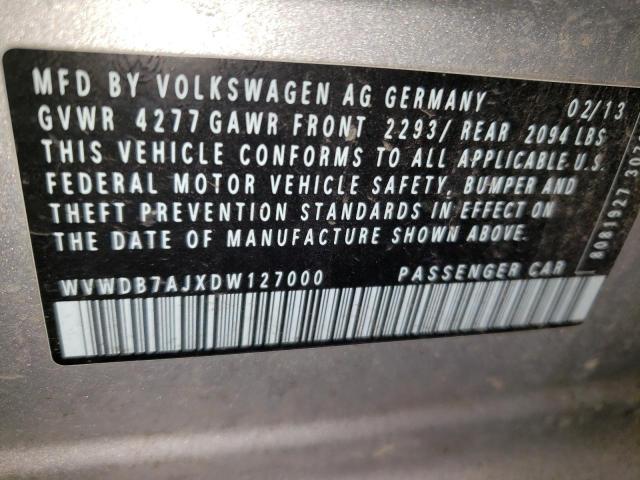 MFD BY VOLKSWAGEN AG GERMANY 02/13
GVWR 4277 GAWR FRONT 2293/ REAR 2094 LBS
THIS VEHICLE CONFORMS TO ALL APPLICABLE U.S.
FEDERAL MOTOR VEHICLE SAFETY, BUMPER AND
THEFT PREVENTION STANDARDS IN EFFECT ON
THE DATE OF MANUFACTURE SHOWN ABOVE.
WVWDB7AJXDW127000 PASSENGER CAR
8081927